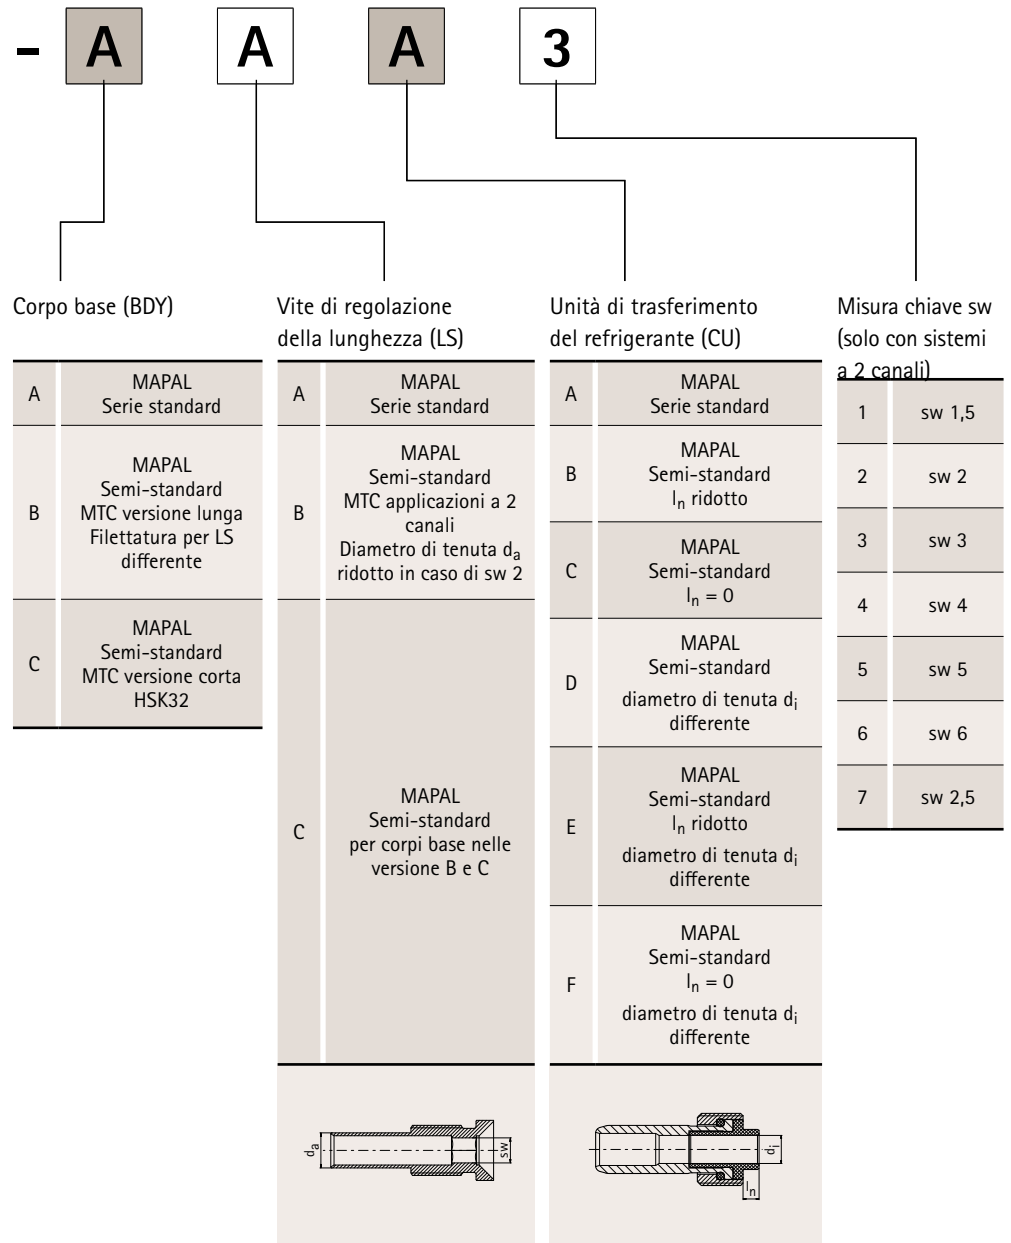 - A A A 3
Corpo base (BDY)
A
MAPAL
Serie standard
B
MAPAL
Semi-standard
MTC versione lunga
Filettatura per LS
differente
C
MAPAL
Semi-standard
MTC versione corta
HSK32
Vite di regolazione
della lunghezza (LS)
A
MAPAL
Serie standard
B
MAPAL
Semi-standard
MTC applicazioni a 2
canali
Diametro di tenuta da
ridotto in caso di sw 2
C
MAPAL
Semi-standard
per corpi base nelle
versione B e C
da
sw
Unità di trasferimento
del refrigerante (CU)
A
MAPAL
Serie standard
B
MAPAL
Semi-standard
ln ridotto
C
MAPAL
Semi-standard
ln = 0
D
MAPAL
Semi-standard
diametro di tenuta di
differente
E
MAPAL
Semi-standard
ln ridotto
diametro di tenuta di
differente
F
MAPAL
Semi-standard
ln = 0
diametro di tenuta di
differente
di
ln
Misura chiave sw
(solo con sistemi
a 2 canali)
1 sw 1,5
2 sw 2
3 sw 3
4 sw 4
5 sw 5
6 sw 6
7 sw 2,5